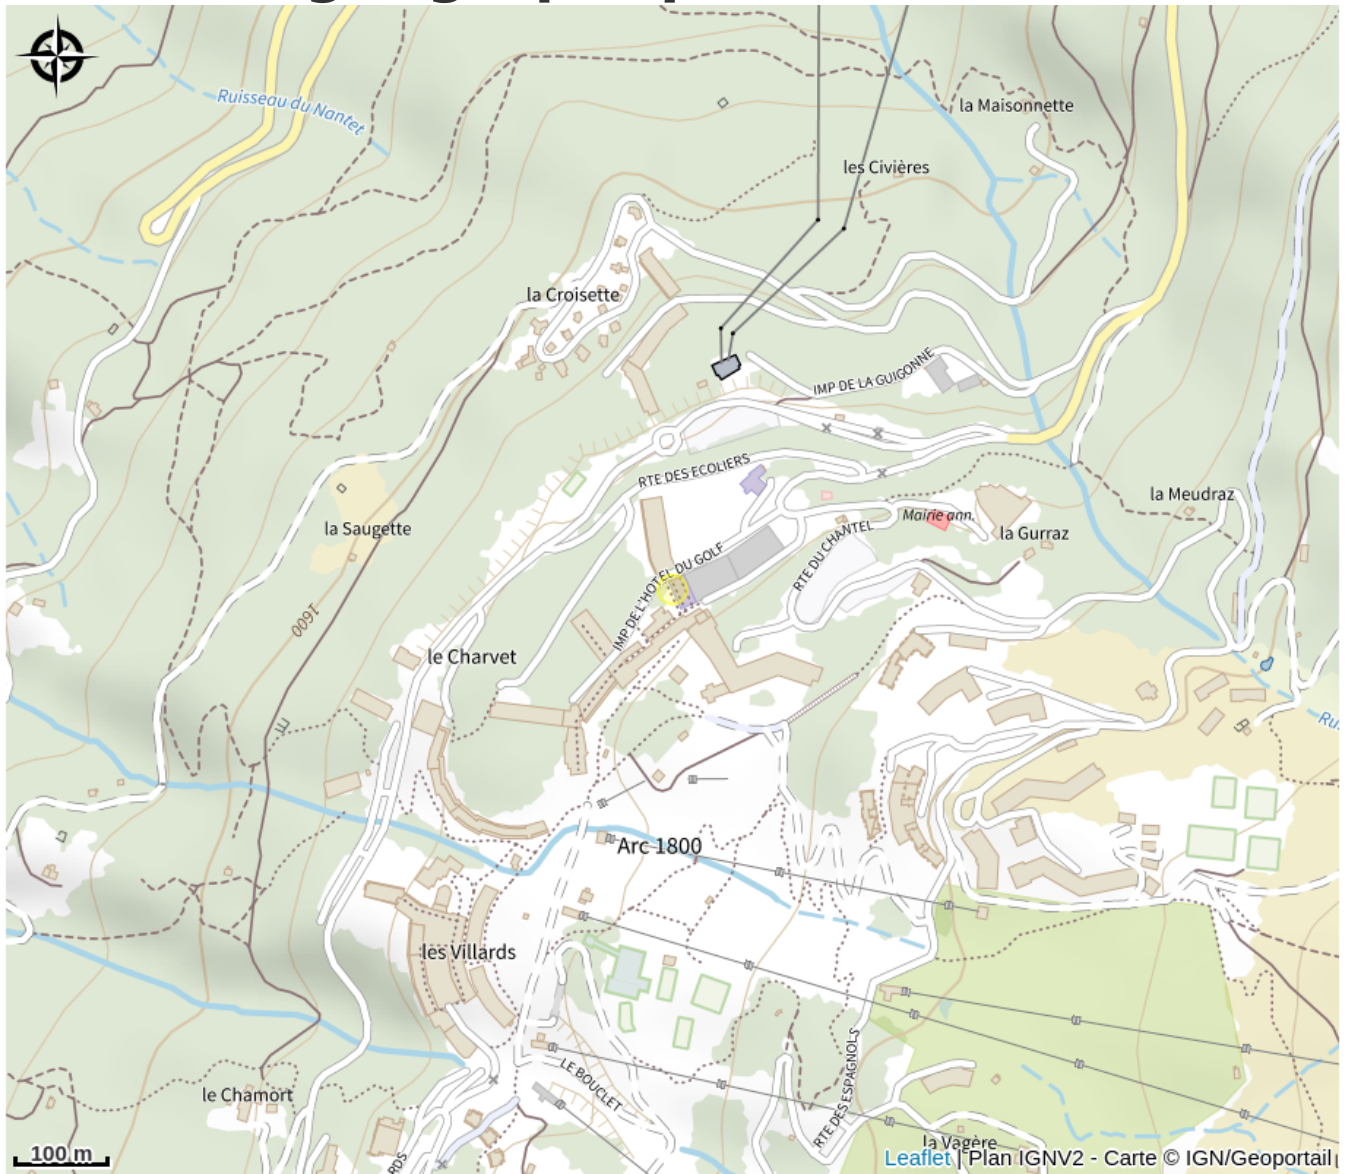 Ruisseau du Nantet
la Maisonnette
les Civières
la Croisette
IMP DE LA GUIGONNE
RTE DES ECOLIERS
la Meudraz
la Saugette
Mairie ann.
la Gurraz
RTE DU CHANTEL
IMP DE L'HOTEL DU GOLF
1600
le Charvet
Ru
Arc 1800
les Villards
LE BOUCLET
RTE DES ESPAGNOLS
le Chamort
la Vagère
RDS
100 m
Leaflet | Plan IGNV2 - Carte © IGN/Geoportail